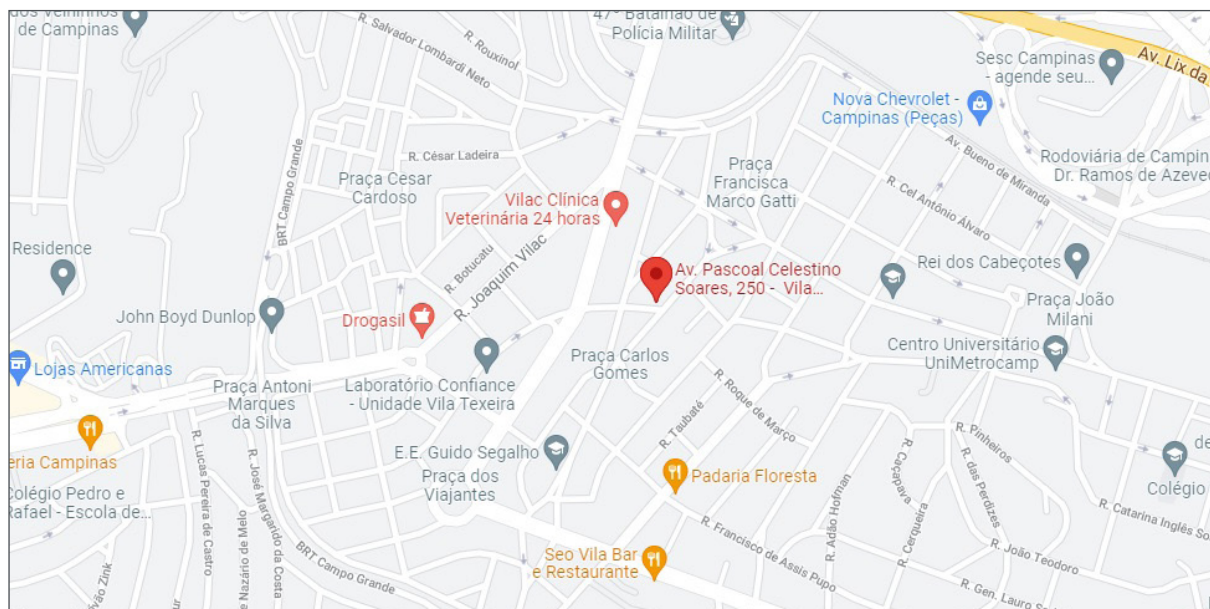 dos Velhinhos
de Campinas
47º Batalhão de
Polícia Militar
R. Salvador Lombardi Neto
R. Rouxinol
Av. Lix da
Sesc Campinas
- agende seu...
Nova Chevrolet -
Campinas (Peças)
Av. Bueno de Miranda
Rodoviária de Campin
Dr. Ramos de Azeve
R. César Ladeira
Praça Cesar
Cardoso
Praça
Francisca
Marco Gatti
R. Cel Antônio Álvaro
Vilac Clínica
Veterinária 24 horas
BRT Campo Grande
Residence
R. Botucatu
R. Joaquim Vilac
Av. Pascoal Celestino
Soares, 250 - Vila...
Rei dos Cabeçotes
Praça João
Milani
John Boyd Dunlop
Drogasil
Centro Universitário
UniMetrocamp
Lojas Americanas
Praça Antoni
Marques
da Silva
Laboratório Confiance
- Unidade Vila Texeira
Praça Carlos
Gomes
R. Roque de Março
R. Taubaté
eria Campinas
R. Lucas Pereira de Castro
R. José Margarido da Costa
E.E. Guido Segalho
Praça dos
Viajantes
Padaria Floresta
R. Caçapava
R. Pinheiros
R. das Perdizes
de
Colégio
Colégio Pedro e
Rafael - Escola de...
de Nazário de Melo
R. Adão Hofman
R. Cerqueira
R. Catarina Inglês So
R. Francisco de Assis Pupo
R. João Teodoro
BRT Campo Grande
Seo Vila Bar
e Restaurante
R. Gen. Lauro So